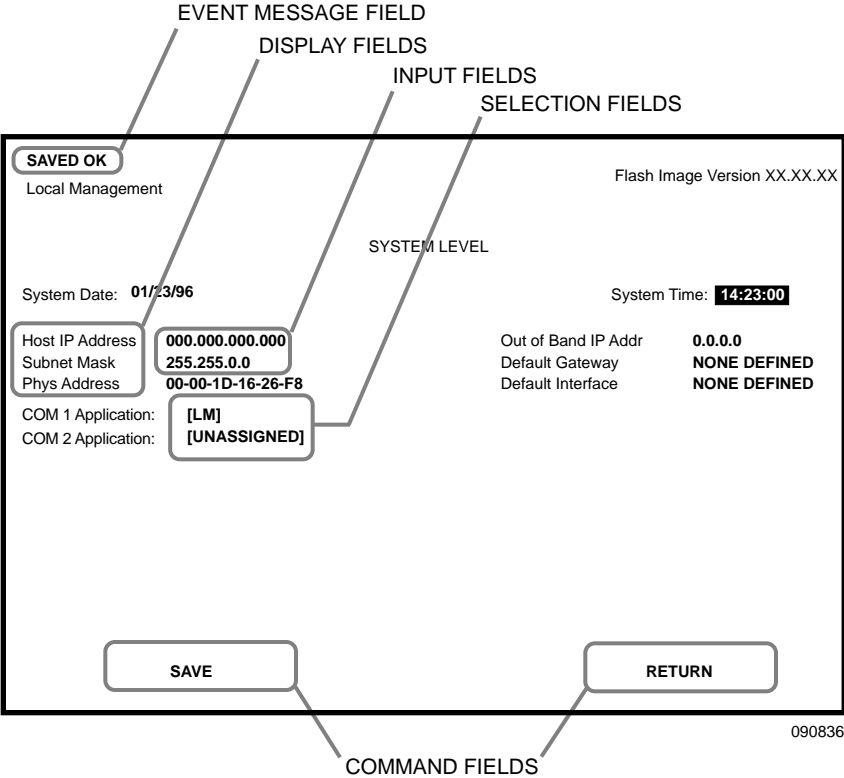 EVENT MESSAGE FIELD
DISPLAY FIELDS
INPUT FIELDS
SELECTION FIELDS
SAVED OK
Local Management
Flash Image Version XX.XX.XX
SYSTEM LEVEL
System Date: 01/23/96
System Time: 14:23:00
Host IP Address 000.000.000.000 Out of Band IP Addr 0.0.0.0
Subnet Mask 255.255.0.0 Default Gateway NONE DEFINED
Phys Address 00-00-1D-16-26-F8 Default Interface NONE DEFINED
COM 1 Application: [LM]
COM 2 Application: [UNASSIGNED]
SAVE RETURN
090836
COMMAND FIELDS